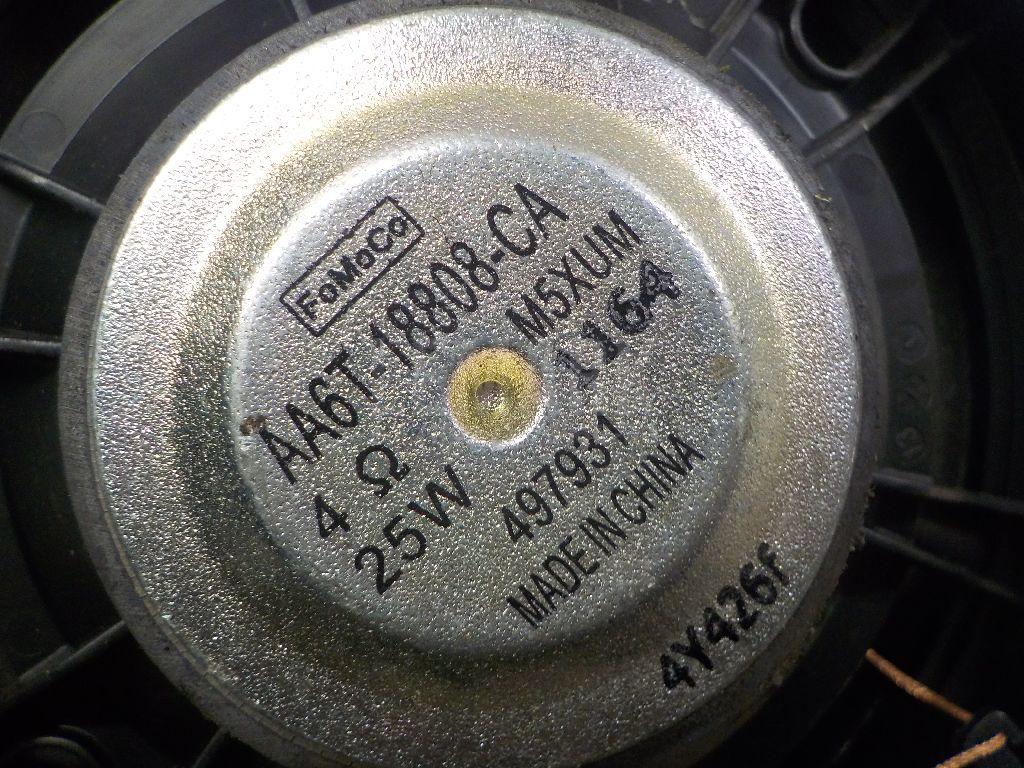 FoMoCo
AA6T-18808-CA
4 Ω M5XUM
25W 1164
497931
MADE IN CHINA
4Y426f